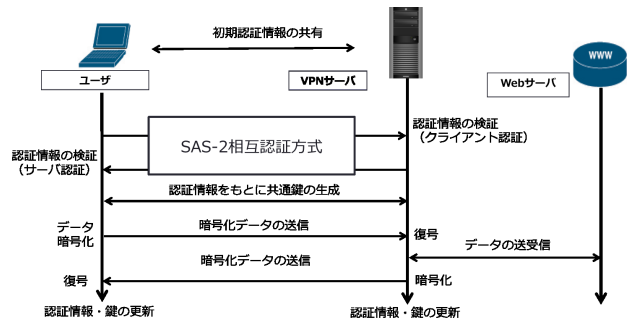 初期認証情報の共有
WWW
ユーザ
VPNサーバ
Webサーバ
SAS-2相互認証方式
認証情報の検証
（クライアント認証）
認証情報の検証
（サーバ認証）
認証情報をもとに共通鍵の生成
データ
暗号化
暗号化データの送信
復号
データの送受信
暗号化データの送信
復号
暗号化
認証情報・鍵の更新
認証情報・鍵の更新